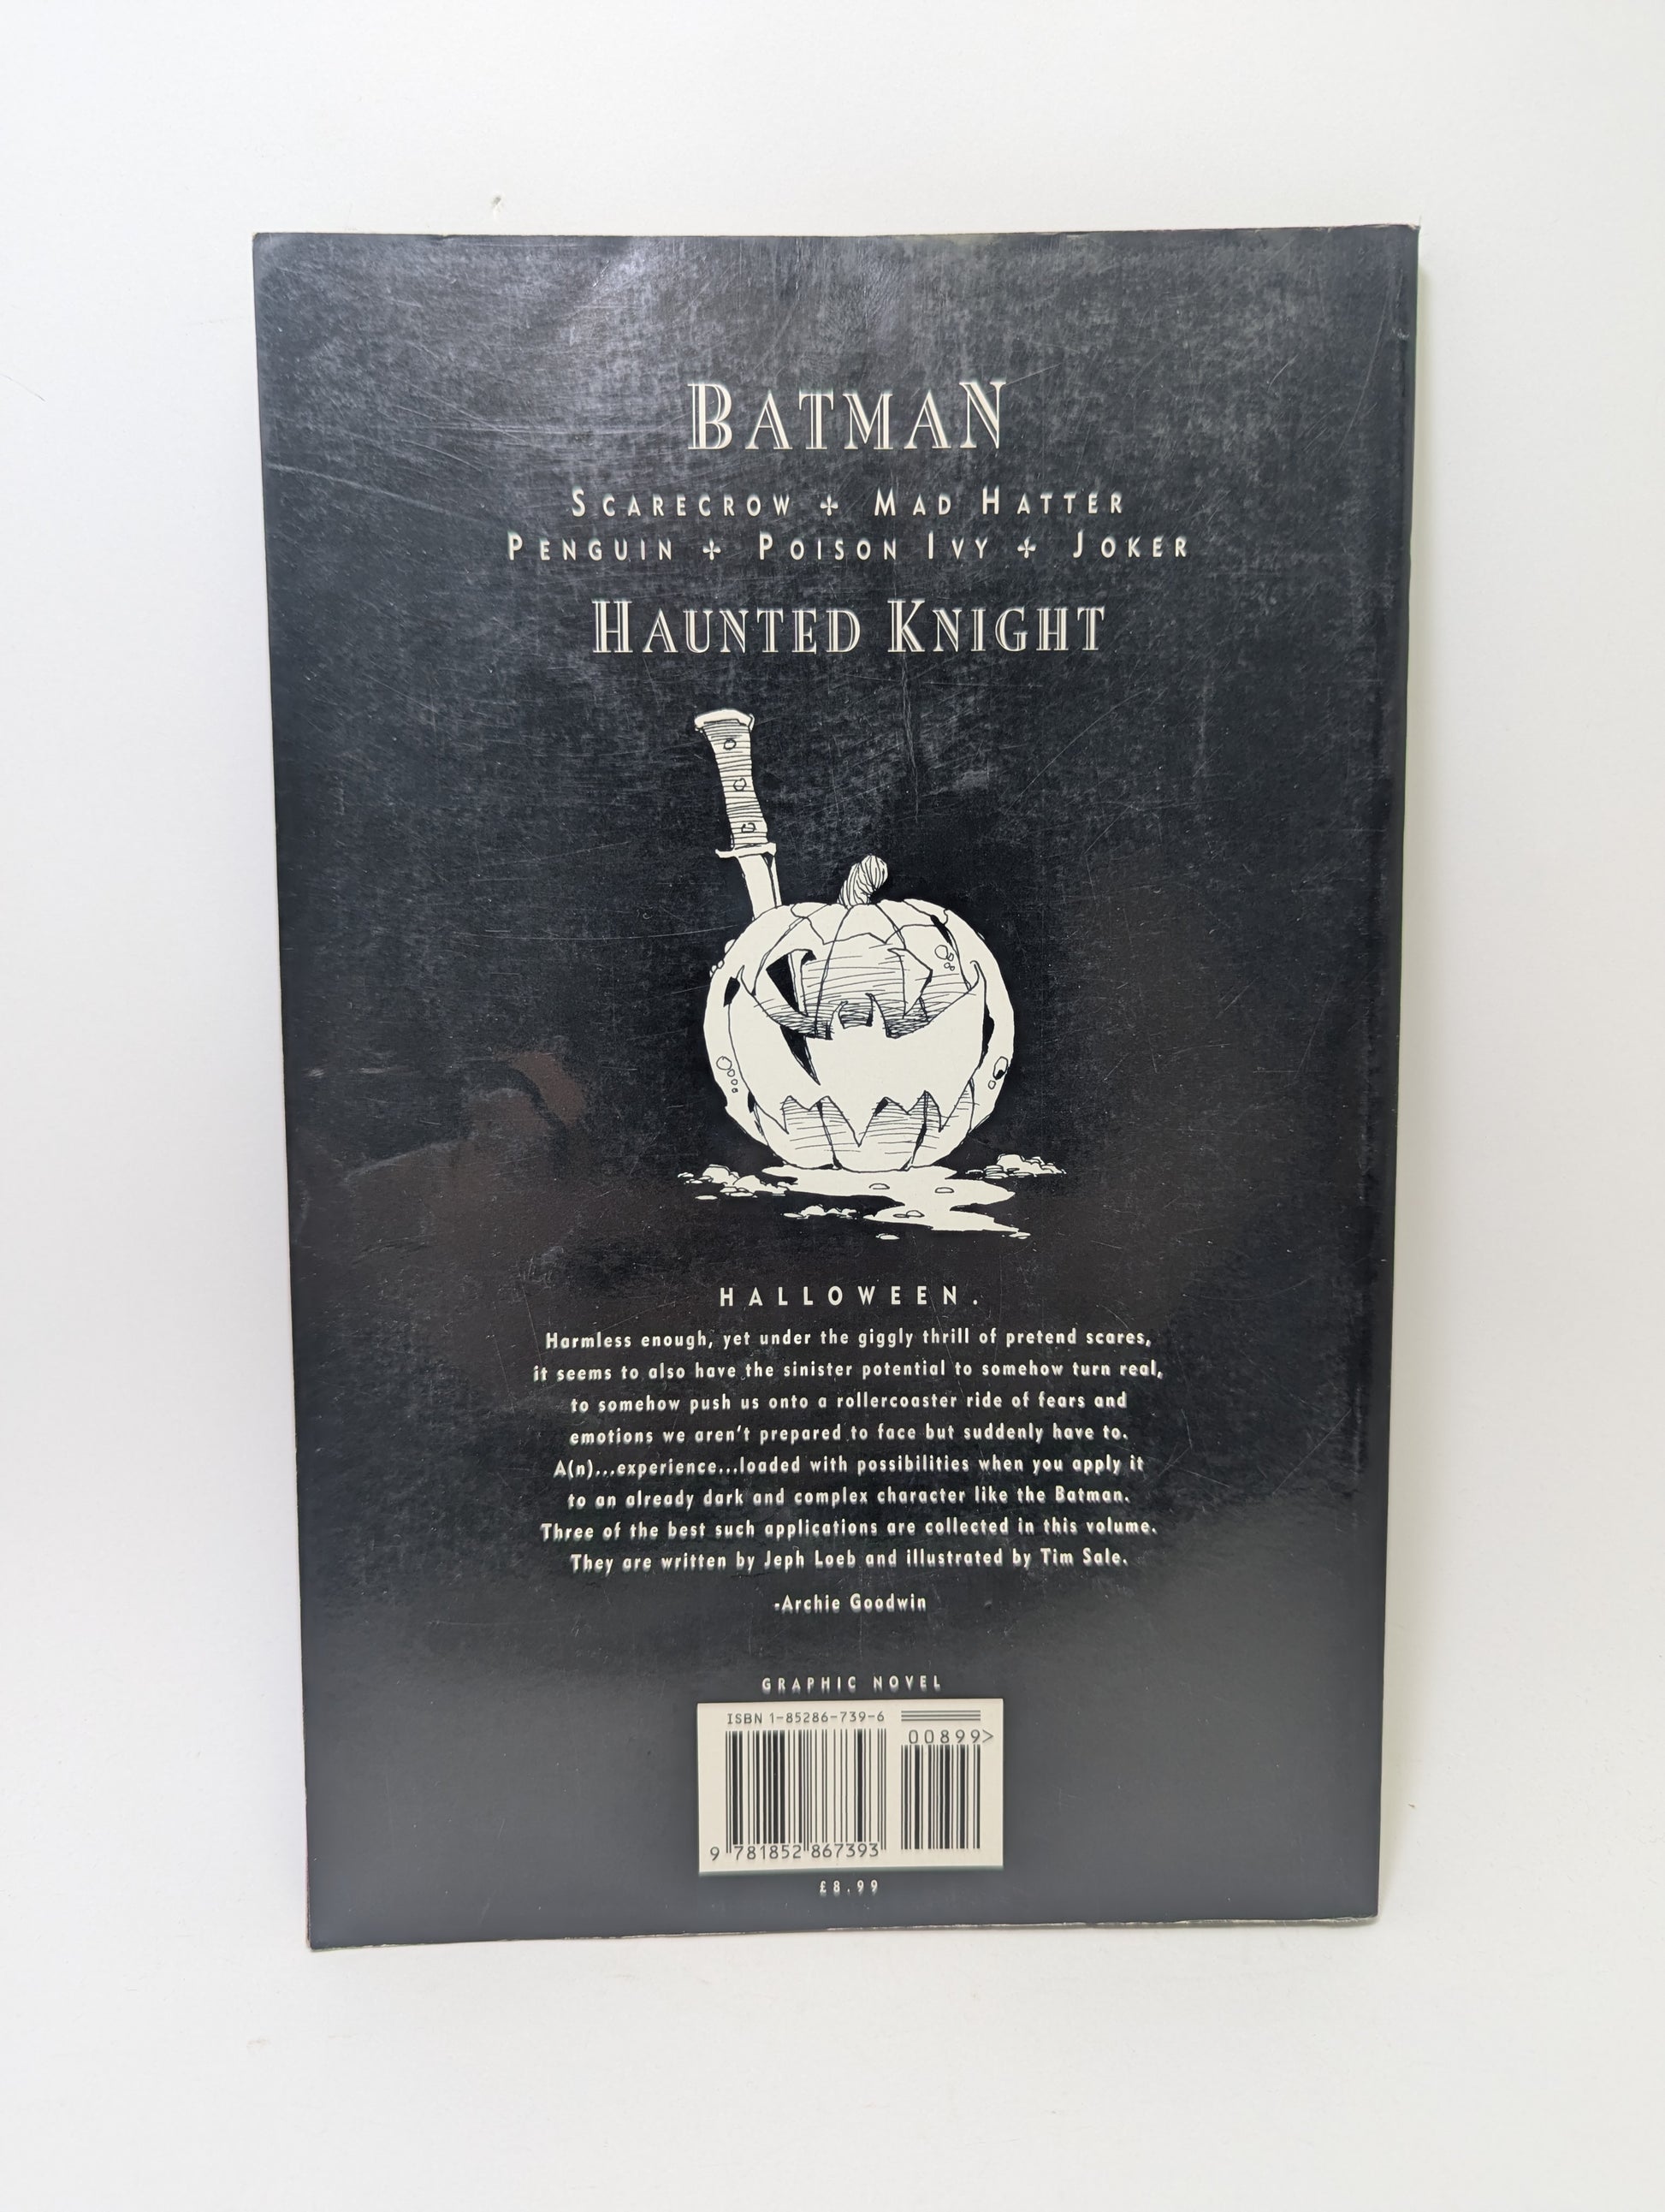 BATMAN
SCARECROW ✢ MAD HATTER
PENGUIN ✢ POISON IVY ✢ JOKER
HAUNTED KNIGHT
HALLOWEEN.
Harmless enough, yet under the giggly thrill of pretend scares,
it seems to also have the sinister potential to somehow turn real,
to somehow push us onto a rollercoaster ride of fears and
emotions we aren't prepared to face but suddenly have to.
A(n)...experience...loaded with possibilities when you apply it
to an already dark and complex character like the Batman.
Three of the best such applications are collected in this volume.
They are written by Jeph Loeb and illustrated by Tim Sale.
-Archie Goodwin
GRAPHIC NOVEL
ISBN 1-85286-739-6
00899>
9 781852 867393
£8.99